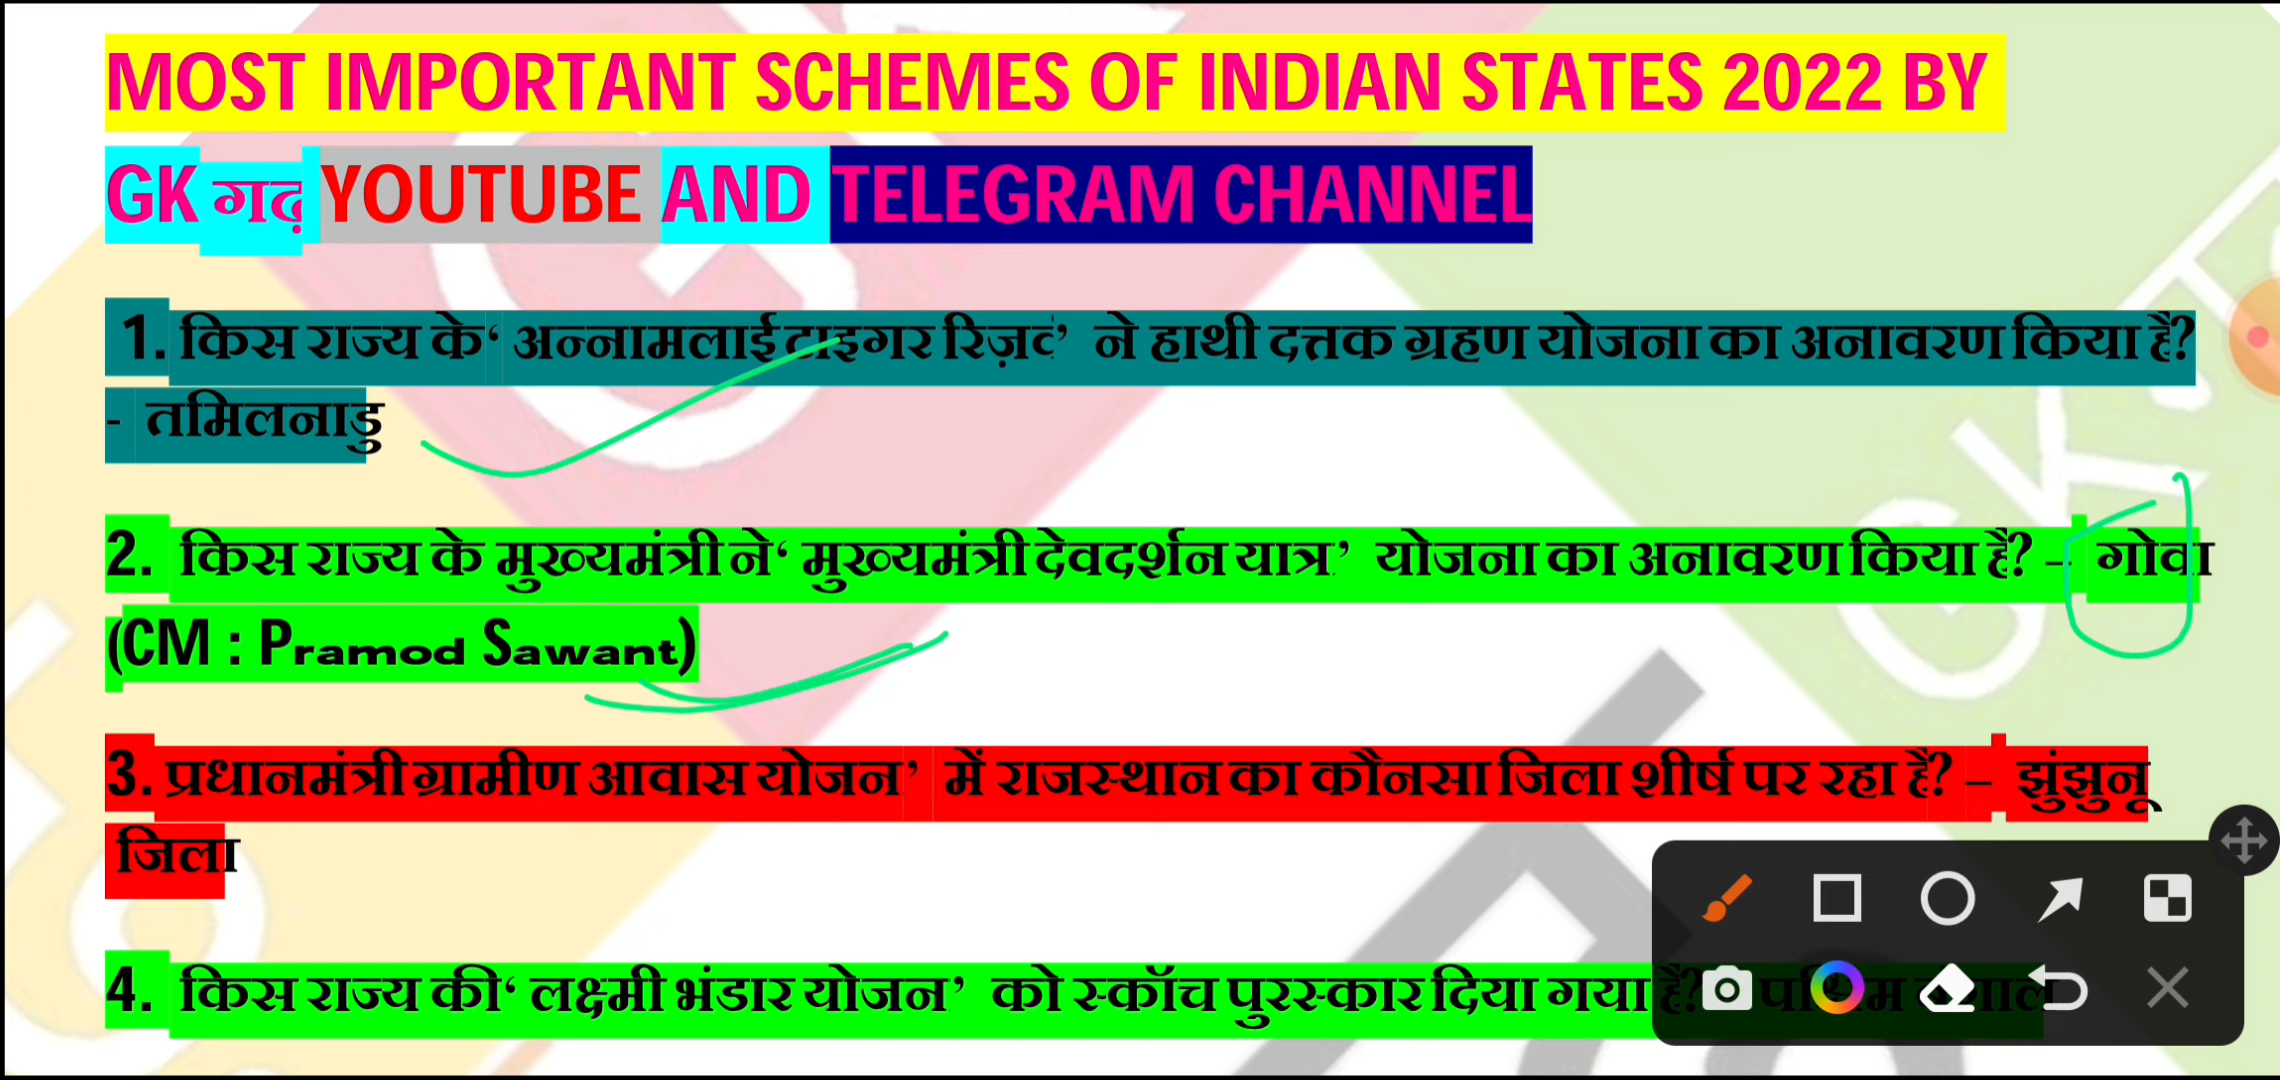 MOST IMPORTANT SCHEMES OF INDIAN STATES 2022 BY
GK गढ़ YOUTUBE AND TELEGRAM CHANNEL
1. किस राज्य के‘ अन्नामलाई टाइगर रिज़र्व’ ने हाथी दत्तक ग्रहण योजना का अनावरण किया है?
- तमिलनाडु
2. किस राज्य के मुख्यमंत्री ने‘ मुख्यमंत्री देवदर्शन यात्रा’ योजना का अनावरण किया है? – गोवा
(CM : Pramod Sawant)
3. प्रधानमंत्री ग्रामीण आवास योजना’ में राजस्थान का कौनसा जिला शीर्ष पर रहा है? – झुंझुनू
जिला
4. किस राज्य की‘ लक्ष्मी भंडार योजना’ को स्कॉच पुरस्कार दिया गया है?